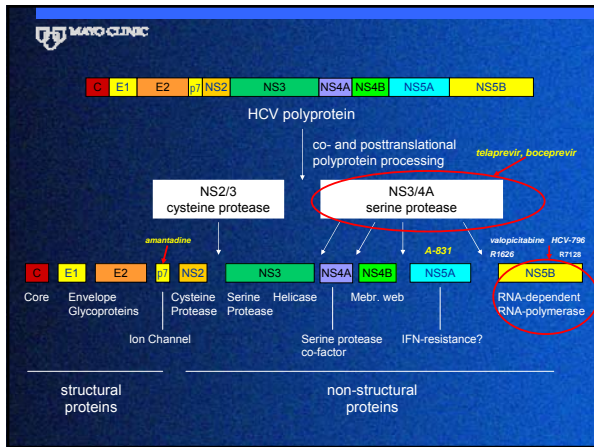 MAYO CLINIC
C E1 E2 p7 NS2 NS3 NS4A NS4B NS5A NS5B
HCV polyprotein
co- and posttranslational
polyprotein processing
telaprevir, boceprevir
NS2/3
cysteine protease
NS3/4A
serine protease
amantadine
A-831
valopicitabine HCV-796
R1626 R7128
C E1 E2 p7 NS2 NS3 NS4A NS4B NS5A NS5B
Core
Envelope
Glycoproteins
Cysteine
Protease
Serine
Protease
Helicase
Mebr. web
RNA-dependent
RNA-polymerase
Ion Channel
Serine protease
co-factor
IFN-resistance?
structural
proteins
non-structural
proteins